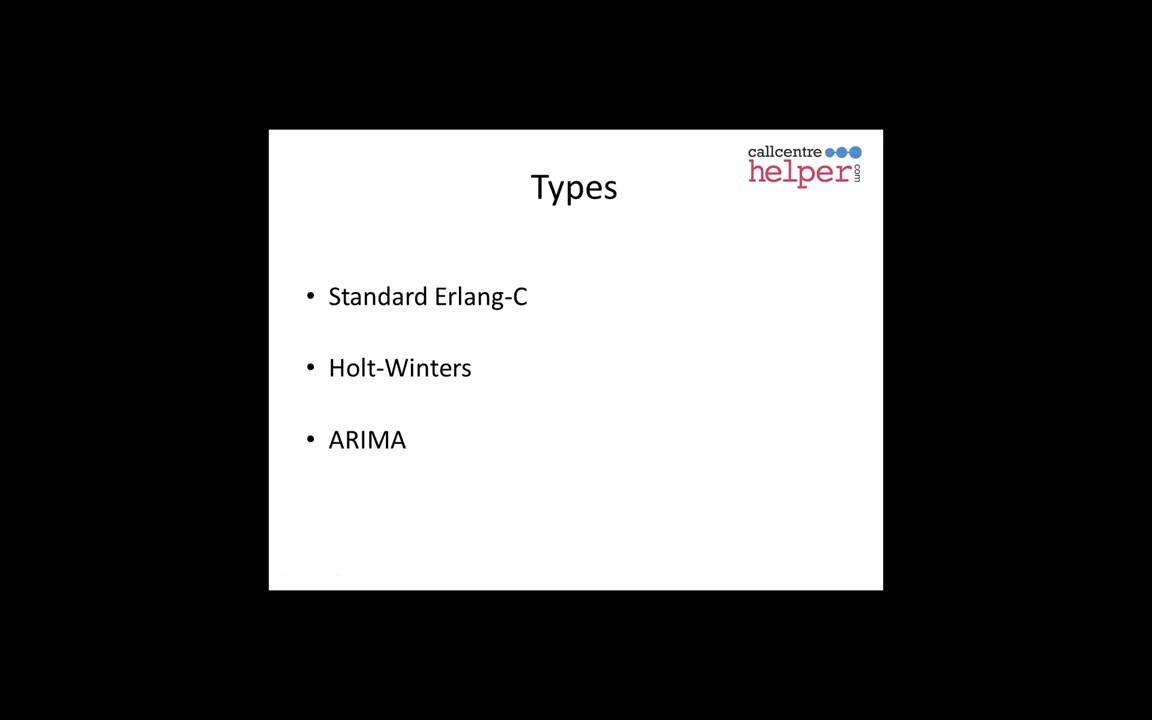 callcentre
helper.com
Types
• Standard Erlang-C
• Holt-Winters
• ARIMA